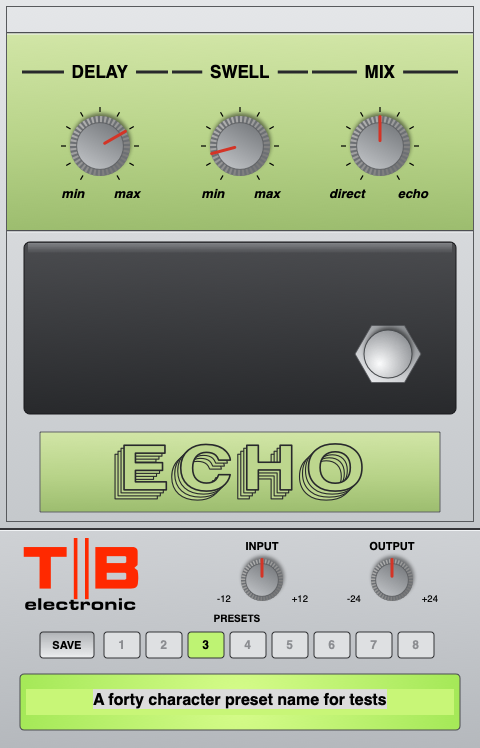 DELAY SWELL MIX
min max min max direct echo
ECHO
TB
electronic
INPUT OUTPUT
-12 +12 -24 +24
PRESETS
SAVE 1 2 3 4 5 6 7 8
A forty character preset name for tests